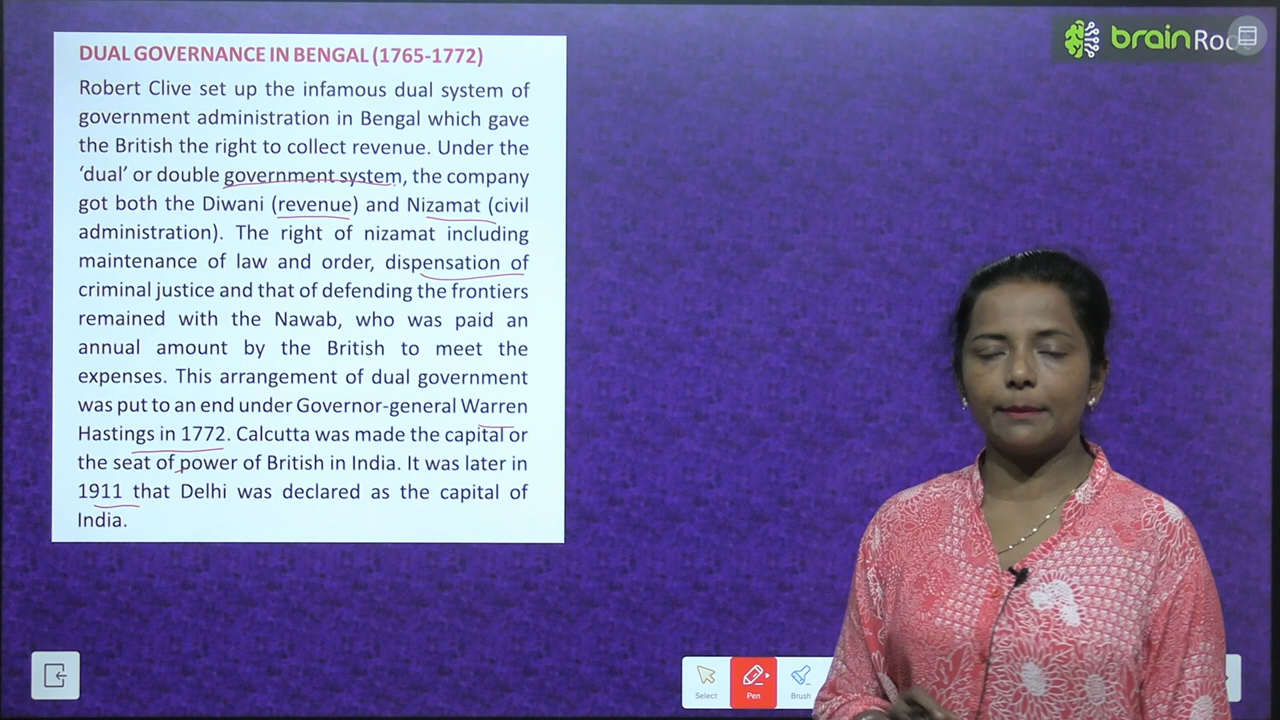 DUAL GOVERNANCE IN BENGAL (1765-1772)
Robert Clive set up the infamous dual system of
government administration in Bengal which gave
the British the right to collect revenue. Under the
‘dual’ or double government system, the company
got both the Diwani (revenue) and Nizamat (civil
administration). The right of nizamat including
maintenance of law and order, dispensation of
criminal justice and that of defending the frontiers
remained with the Nawab, who was paid an
annual amount by the British to meet the
expenses. This arrangement of dual government
was put to an end under Governor-general Warren
Hastings in 1772. Calcutta was made the capital or
the seat of power of British in India. It was later in
1911 that Delhi was declared as the capital of
India.
brain
Select Pen Brush